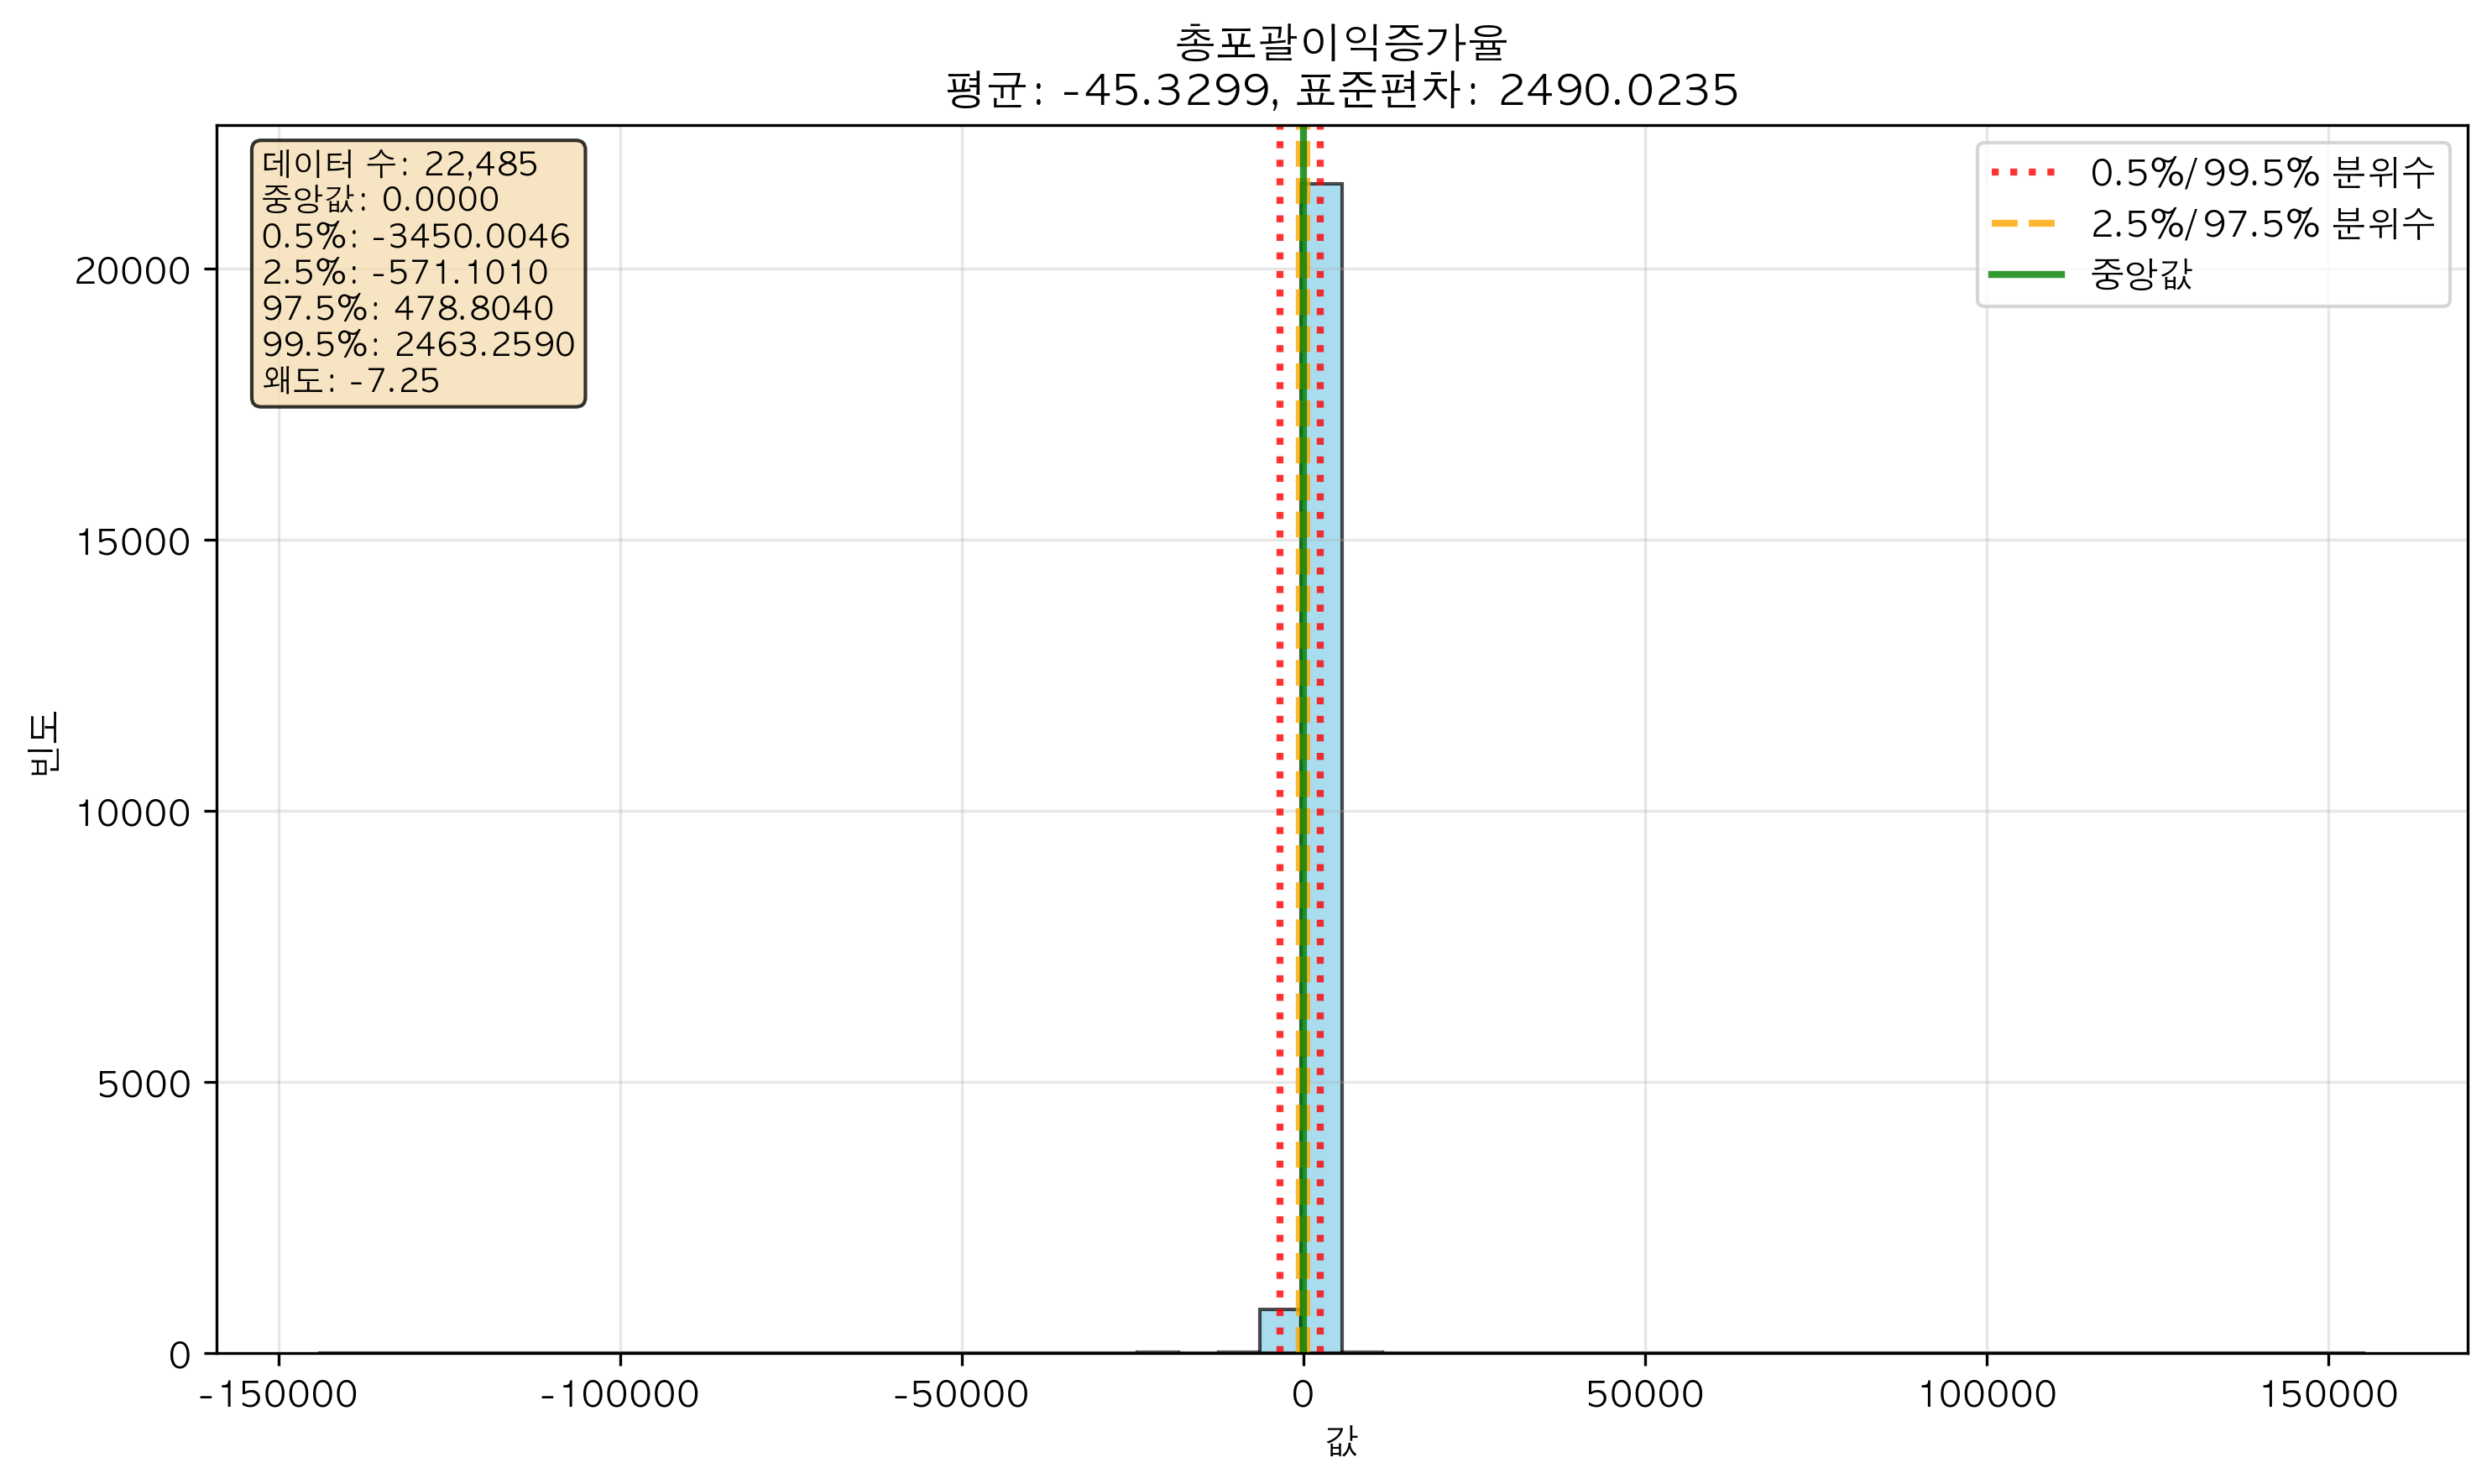 총포괄이익증가율
평균: -45.3299, 표준편차: 2490.0235
데이터 수: 22,485
중앙값: 0.0000
0.5%: -3450.0046
2.5%: -571.1010
97.5%: 478.8040
99.5%: 2463.2590
왜도: -7.25
0.5%/99.5% 분위수
2.5%/97.5% 분위수
중앙값
빈도
20000
15000
10000
5000
0
-150000
-100000
-50000
0
50000
100000
150000
값